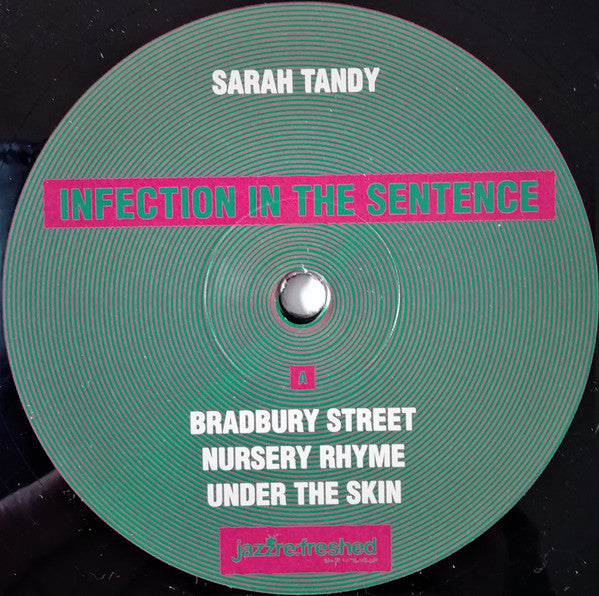 SARAH TANDY
INFECTION IN THE SENTENCE
A
BRADBURY STREET
NURSERY RHYME
UNDER THE SKIN
jazzre:freshed